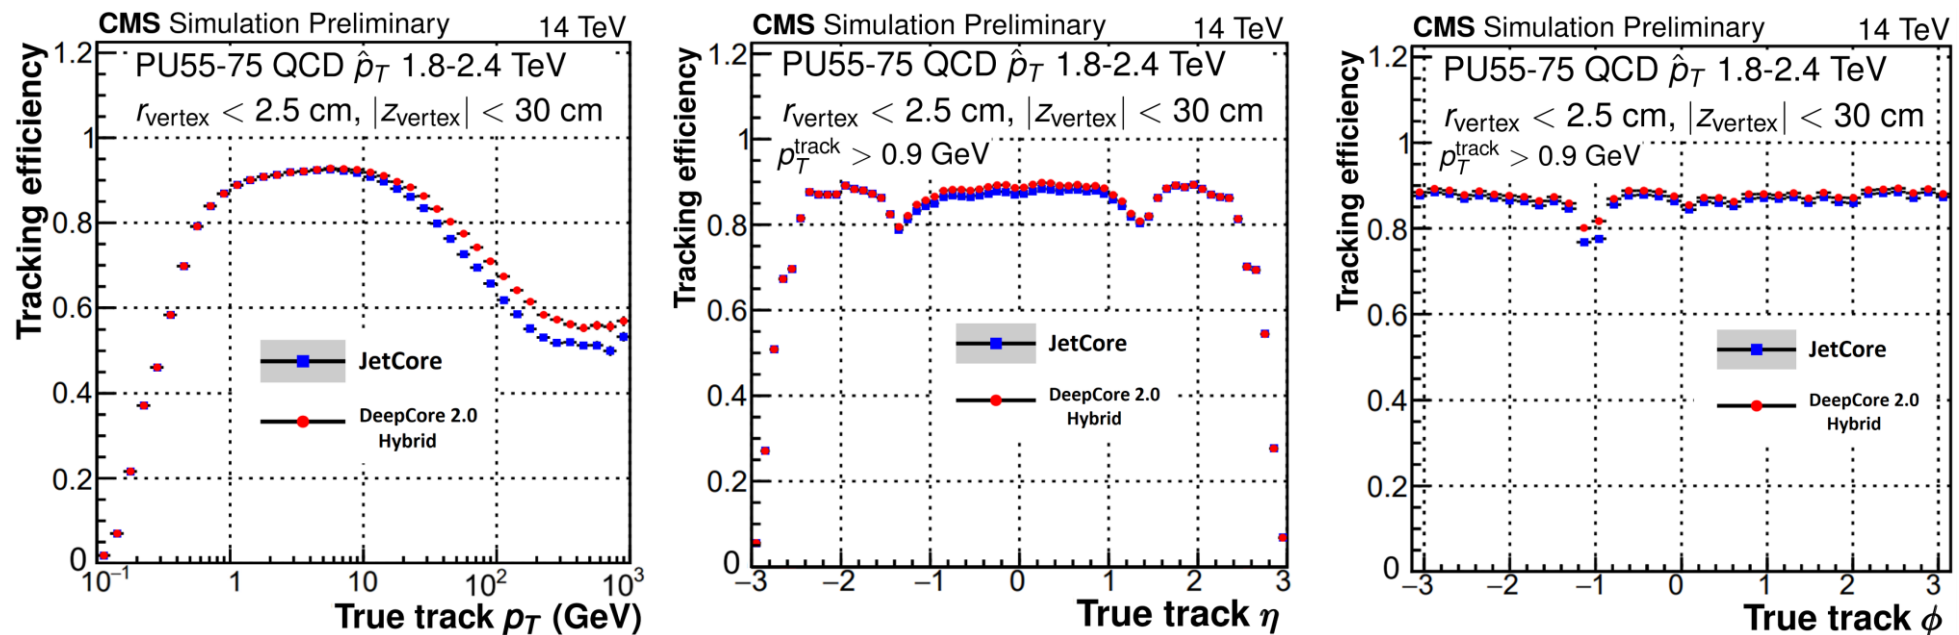 CMS Simulation Preliminary 14 TeV
PU55-75 QCD p̂T 1.8-2.4 TeV
rvertex < 2.5 cm, |zvertex| < 30 cm
Tracking efficiency
1.2
1
0.8
0.6
0.4
0.2
0
JetCore
DeepCore 2.0
Hybrid
10⁻¹ 1 10 10² 10³
True track pT (GeV)
CMS Simulation Preliminary 14 TeV
PU55-75 QCD p̂T 1.8-2.4 TeV
rvertex < 2.5 cm, |zvertex| < 30 cm
pTtrack > 0.9 GeV
Tracking efficiency
1.2
1
0.8
0.6
0.4
0.2
0
JetCore
DeepCore 2.0
Hybrid
−3 −2 −1 0 1 2 3
True track η
CMS Simulation Preliminary 14 TeV
PU55-75 QCD p̂T 1.8-2.4 TeV
rvertex < 2.5 cm, |zvertex| < 30 cm
pTtrack > 0.9 GeV
Tracking efficiency
1.2
1
0.8
0.6
0.4
0.2
0
JetCore
DeepCore 2.0
Hybrid
−3 −2 −1 0 1 2 3
True track ϕ